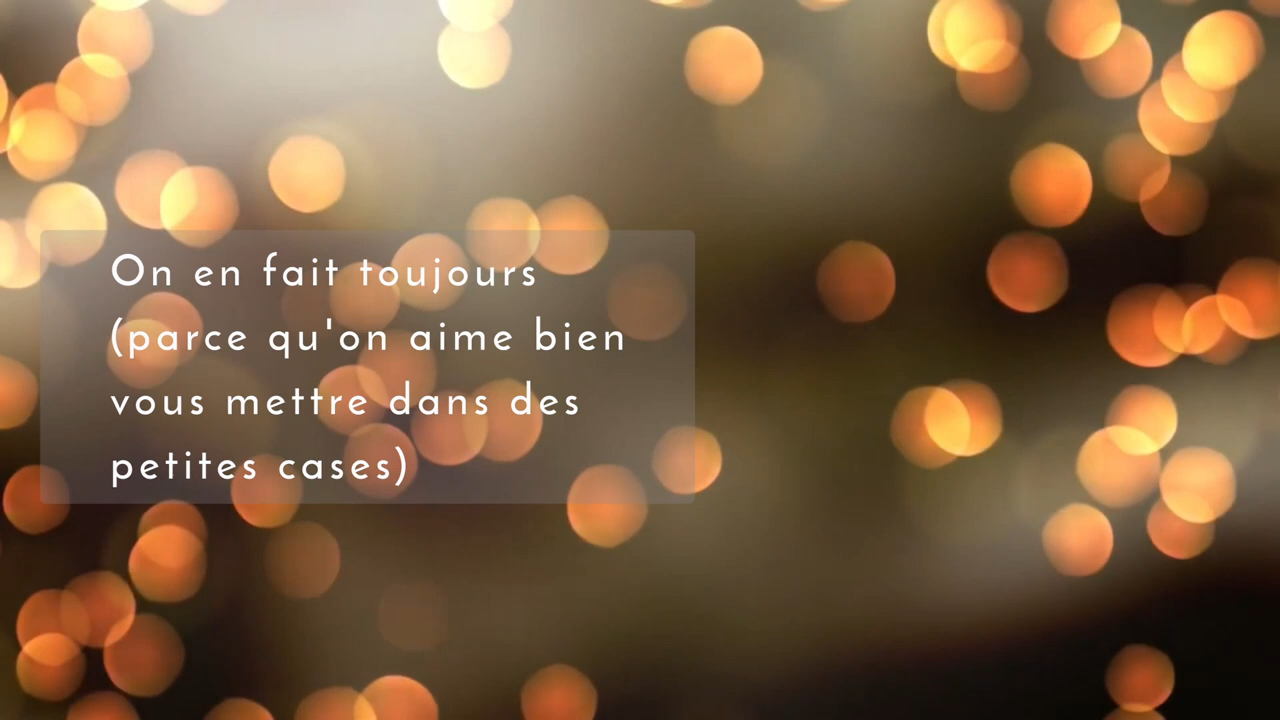 On en fait toujours
(parce qu'on aime bien
vous mettre dans des
petites cases)